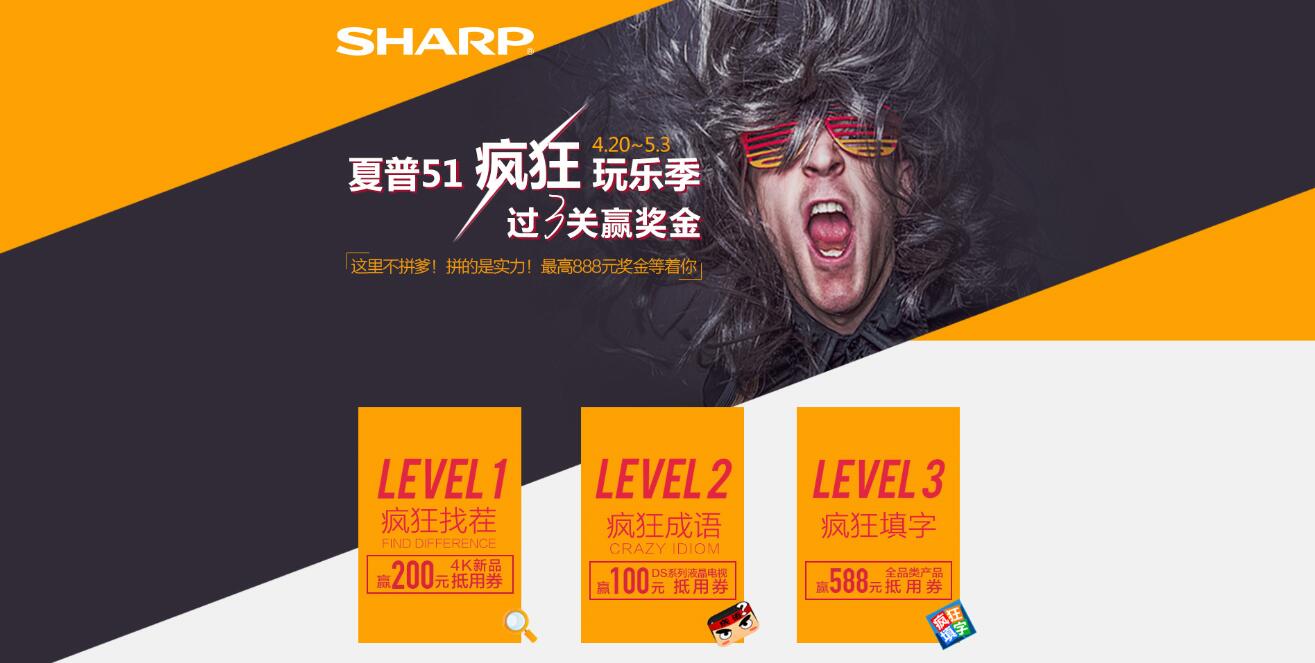 SHARP®
4.20~5.3
夏普51 疯狂 玩乐季
过3关赢奖金
这里不拼爹！拼的是实力！最高888元奖金等着你
LEVEL 1
疯狂找茬
FIND DIFFERENCE
赢200元 4K新品
抵用券
LEVEL 2
疯狂成语
CRAZY IDIOM
赢100元 DS系列液晶电视
抵用券
LEVEL 3
疯狂填字
赢588元 全品类产品
抵用券
疯狂
填字